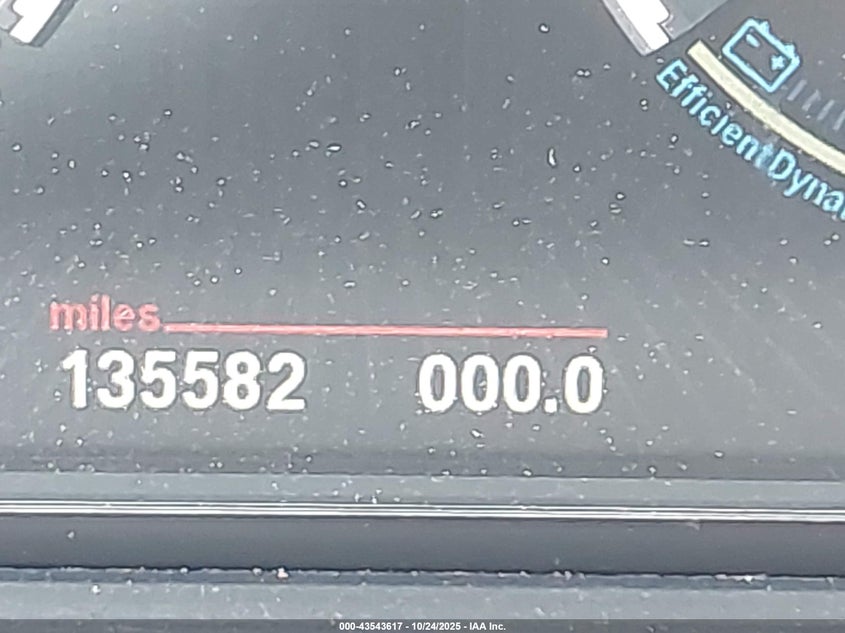 EfficientDyna
miles
135582 000.0
000-43543617 - 10/24/2025 - IAA Inc.